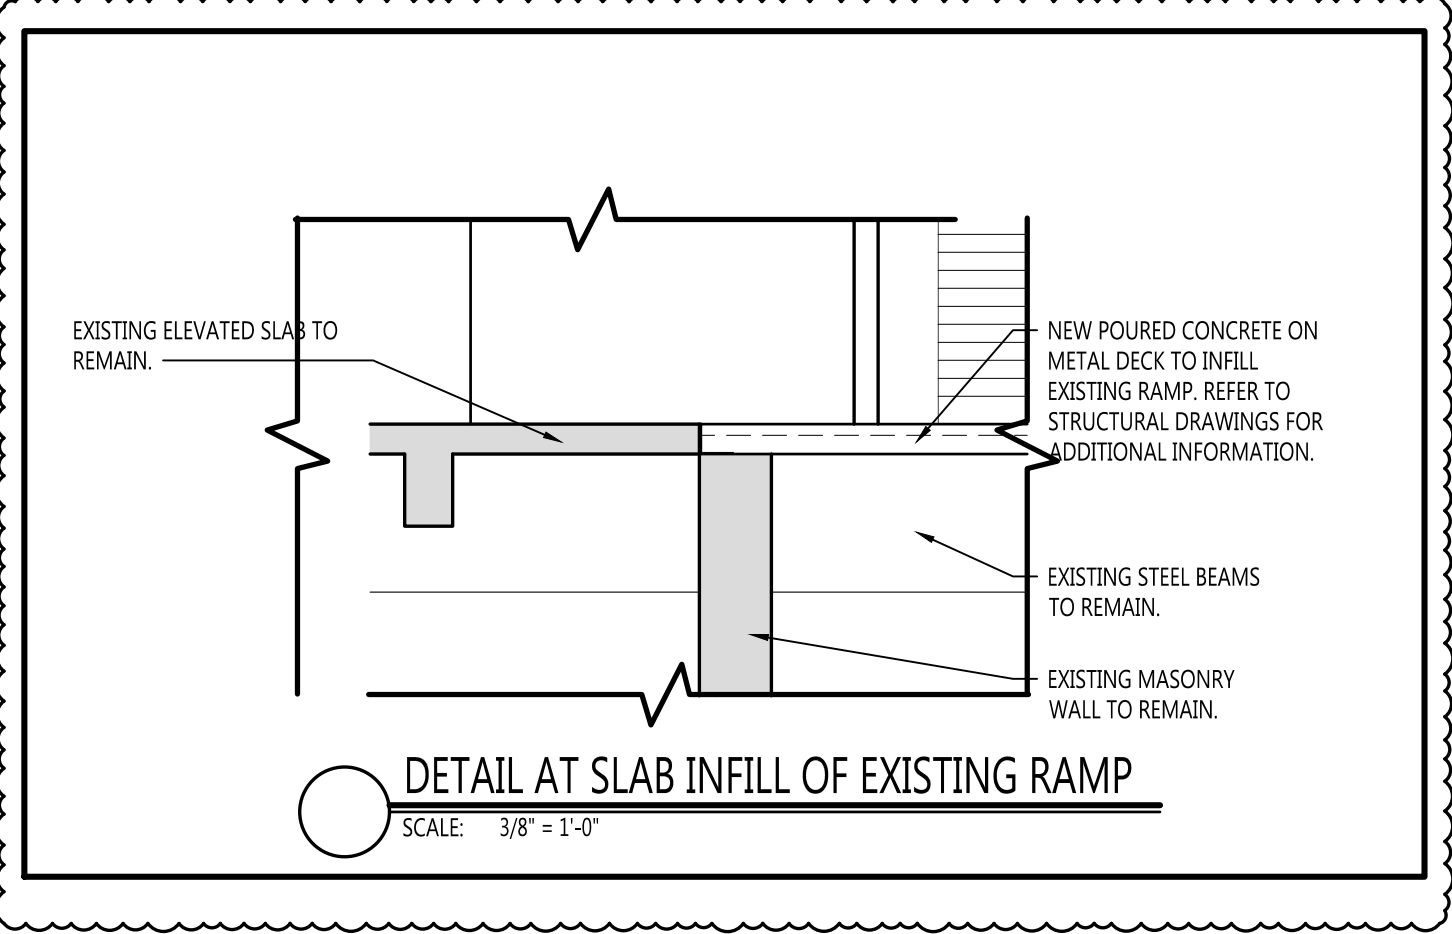 EXISTING ELEVATED SLAB TO
REMAIN.
NEW POURED CONCRETE ON
METAL DECK TO INFILL
EXISTING RAMP. REFER TO
STRUCTURAL DRAWINGS FOR
ADDITIONAL INFORMATION.
EXISTING STEEL BEAMS
TO REMAIN.
EXISTING MASONRY
WALL TO REMAIN.
DETAIL AT SLAB INFILL OF EXISTING RAMP
SCALE: 3/8" = 1'-0"